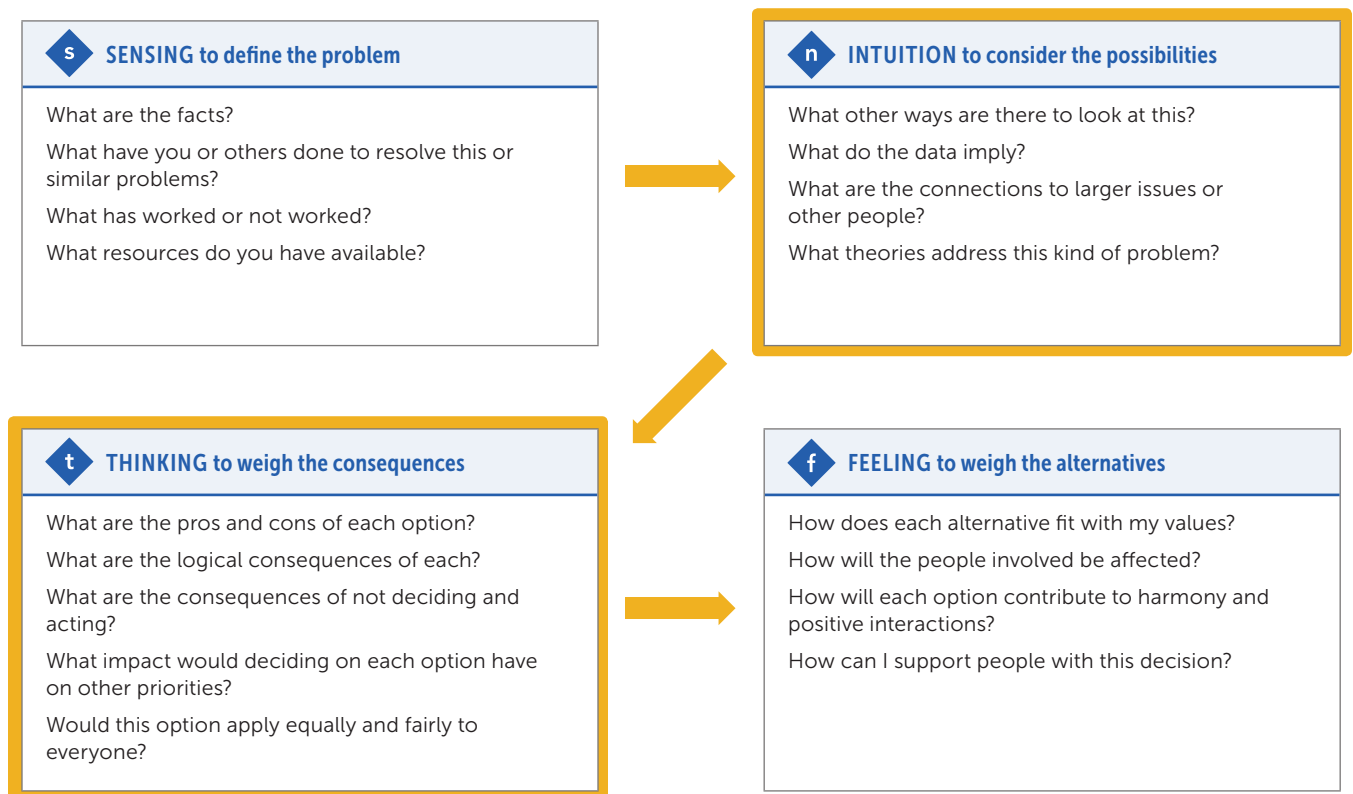 s
SENSING to define the problem
What are the facts?
What have you or others done to resolve this or
similar problems?
What has worked or not worked?
What resources do you have available?
n
INTUITION to consider the possibilities
What other ways are there to look at this?
What do the data imply?
What are the connections to larger issues or
other people?
What theories address this kind of problem?
t
THINKING to weigh the consequences
What are the pros and cons of each option?
What are the logical consequences of each?
What are the consequences of not deciding and
acting?
What impact would deciding on each option have
on other priorities?
Would this option apply equally and fairly to
everyone?
f
FEELING to weigh the alternatives
How does each alternative fit with my values?
How will the people involved be affected?
How will each option contribute to harmony and
positive interactions?
How can I support people with this decision?